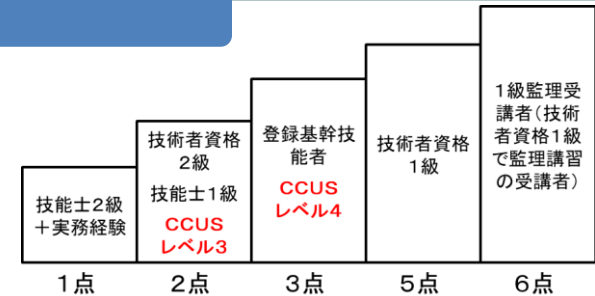 技能士2級
＋実務経験
技術者資格
2級
技能士1級
CCUS
レベル3
登録基幹技
能者
CCUS
レベル4
技術者資格
1級
1級監理受
講者（技術
者資格1級
で監理講習
の受講者）
1点
2点
3点
5点
6点